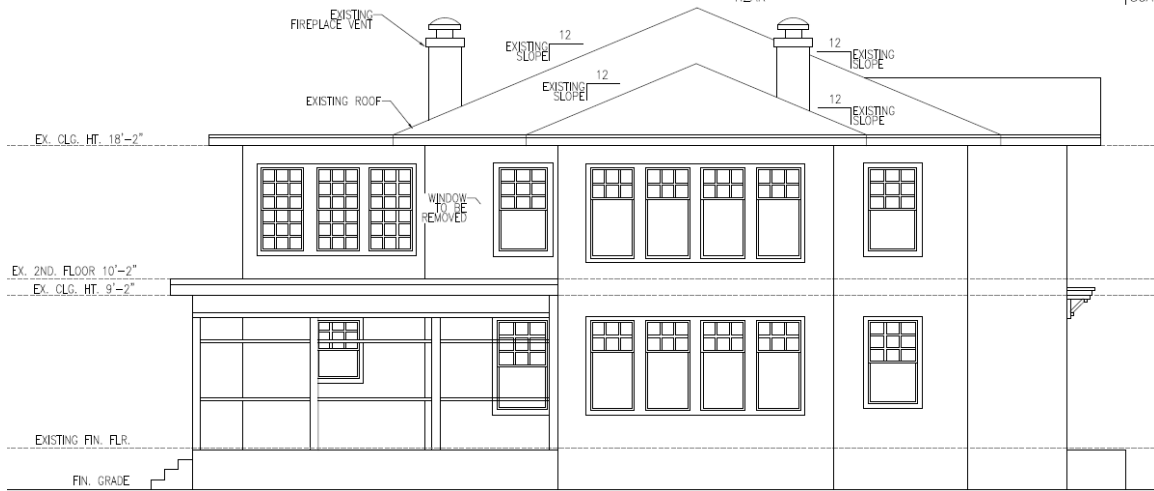 EXISTING
FIREPLACE VENT
12
EXISTING
SLOPE
12
EXISTING
SLOPE
12
EXISTING
SLOPE
12
EXISTING
SLOPE
EXISTING ROOF
EX. CLG. HT. 18'-2"
WINDOW
TO BE
REMOVED
EX. 2ND. FLOOR 10'-2"
EX. CLG. HT. 9'-2"
EXISTING FIN. FLR.
FIN. GRADE